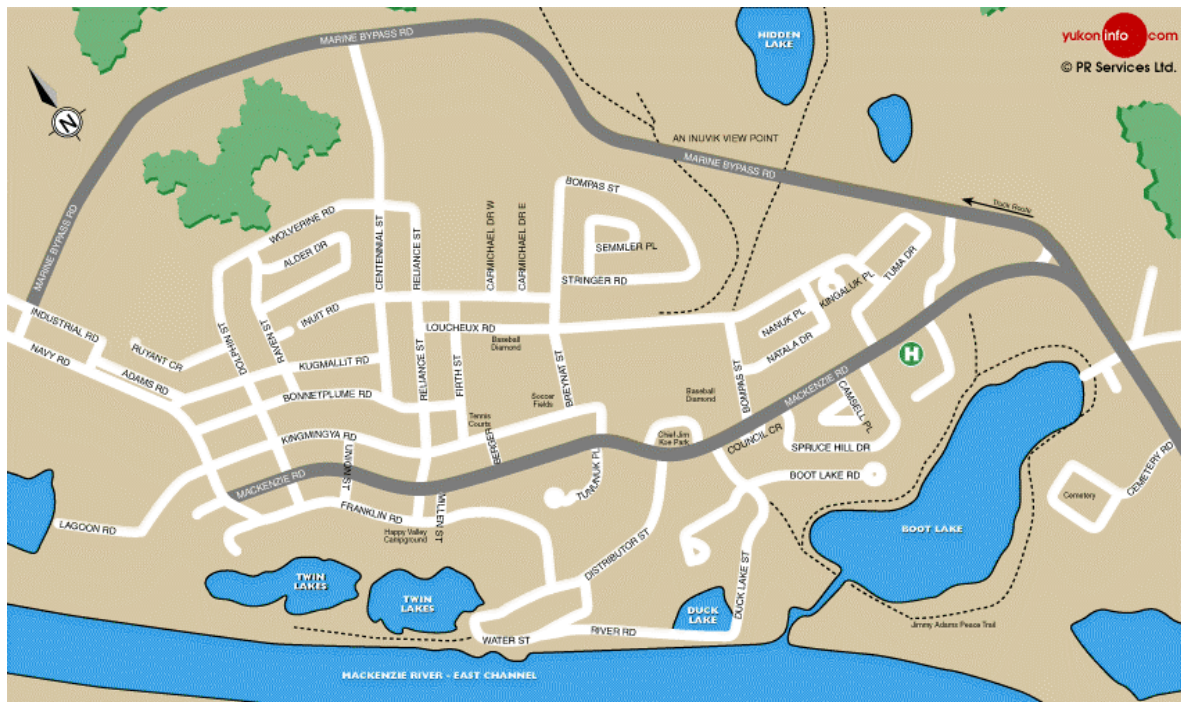 HIDDEN
LAKE
yukon info com
© PR Services Ltd.
MARINE BYPASS RD
N
AN INUVIK VIEW POINT
MARINE BYPASS RD
Truck Route
MARINE BYPASS RD
BOMPAS ST
CARMICHAEL DR W
CARMICHAEL DR E
SEMMLER PL
STRINGER RD
WOLVERINE RD
ALDER DR
CENTENNIAL ST
RELIANCE ST
TUMA DR
KINGALUK PL
NANUK PL
NATALA DR
INDUSTRIAL RD
NAVY RD
RUYANT CR
ADAMS RD
DOLPHIN ST
RAVEN ST
INUIT RD
LOUCHEUX RD
Baseball
Diamond
KUGMALLIT RD
RELIANCE ST
FIRTH ST
BREYNAT ST
BONNETPLUME RD
Soccer
Fields
Tennis
Courts
BERGER
Baseball
Diamond
BOMPAS ST
MACKENZIE RD
H
CAMSELL PL
KINGMINGYA RD
UNION ST
Chief Jim
Koe Park
COUNCIL CR
SPRUCE HILL DR
MACKENZIE RD
LAGOON RD
FRANKLIN RD
MILLEN ST
Happy Valley
Campground
TUNUNUK PL
BOOT LAKE RD
CEMETERY RD
Cemetery
BOOT LAKE
DISTRIBUTOR ST
DUCK LAKE ST
TWIN
LAKES
TWIN
LAKES
DUCK
LAKE
WATER ST
RIVER RD
Jimmy Adams Peace Trail
MACKENZIE RIVER - EAST CHANNEL